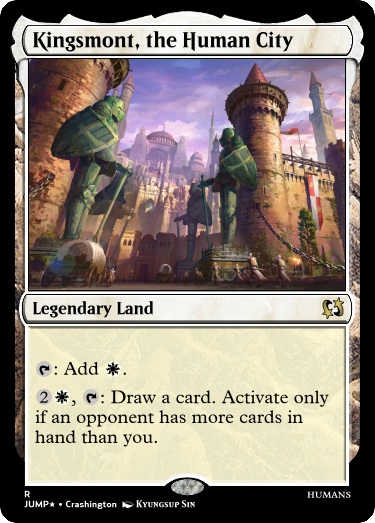 Kingsmont, the Human City
Legendary Land
: Add .
2, : Draw a card. Activate only
if an opponent has more cards in
hand than you.
R
JUMP★ • Crashington Kyungsup Sin
HUMANS